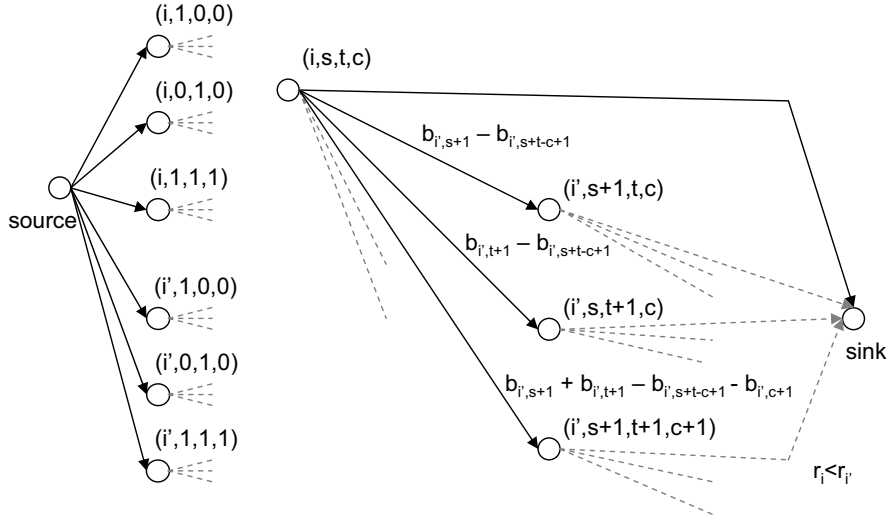 (i,1,0,0)
(i,0,1,0)
(i,1,1,1)
source
(i',1,0,0)
(i',0,1,0)
(i',1,1,1)
(i,s,t,c)
b_{i',s+1} – b_{i',s+t-c+1}
(i',s+1,t,c)
b_{i',t+1} – b_{i',s+t-c+1}
(i',s,t+1,c)
sink
b_{i',s+1} + b_{i',t+1} – b_{i',s+t-c+1} - b_{i',c+1}
(i',s+1,t+1,c+1)
r_i<r_{i'}